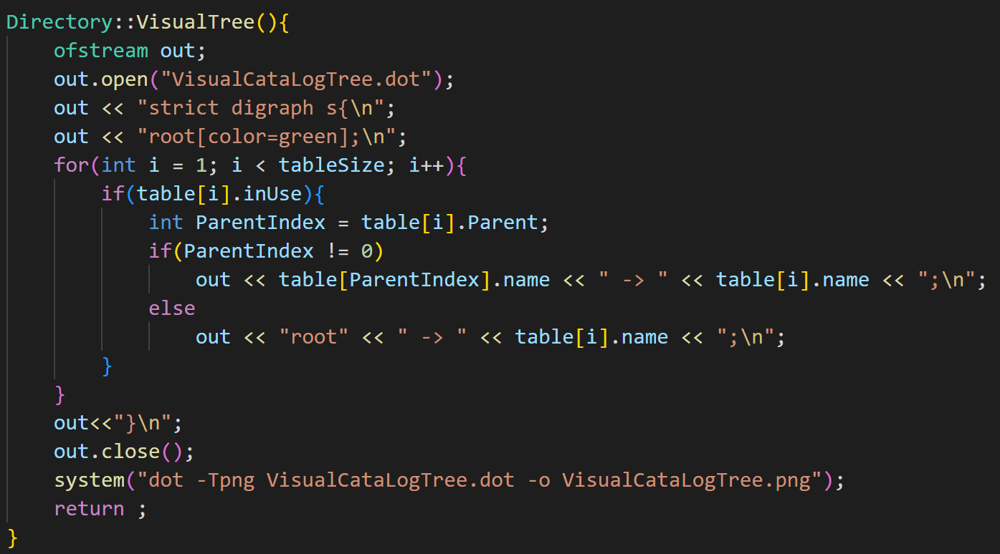 Directory::VisualTree(){
    ofstream out;
    out.open("VisualCataLogTree.dot");
    out << "strict digraph s{\n";
    out << "root[color=green];\n";
    for(int i = 1; i < tableSize; i++){
        if(table[i].inUse){
            int ParentIndex = table[i].Parent;
            if(ParentIndex != 0)
                out << table[ParentIndex].name << " -> " << table[i].name << ";\n";
            else
                out << "root" << " -> " << table[i].name << ";\n";
        }
    }
    out<<"}\n";
    out.close();
    system("dot -Tpng VisualCataLogTree.dot -o VisualCataLogTree.png");
    return ;
}